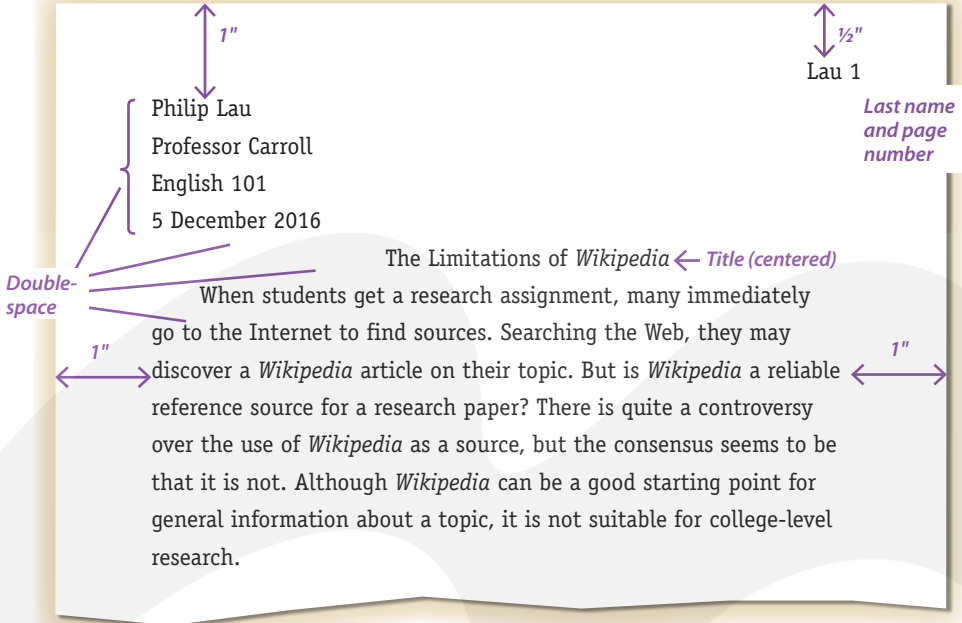 1"
½"
Lau 1
Last name
and page
number
Philip Lau
Professor Carroll
English 101
5 December 2016
The Limitations of Wikipedia
Title (centered)
Double-
space
When students get a research assignment, many immediately
go to the Internet to find sources. Searching the Web, they may
1"
discover a Wikipedia article on their topic. But is Wikipedia a reliable
1"
reference source for a research paper? There is quite a controversy
over the use of Wikipedia as a source, but the consensus seems to be
that it is not. Although Wikipedia can be a good starting point for
general information about a topic, it is not suitable for college-level
research.